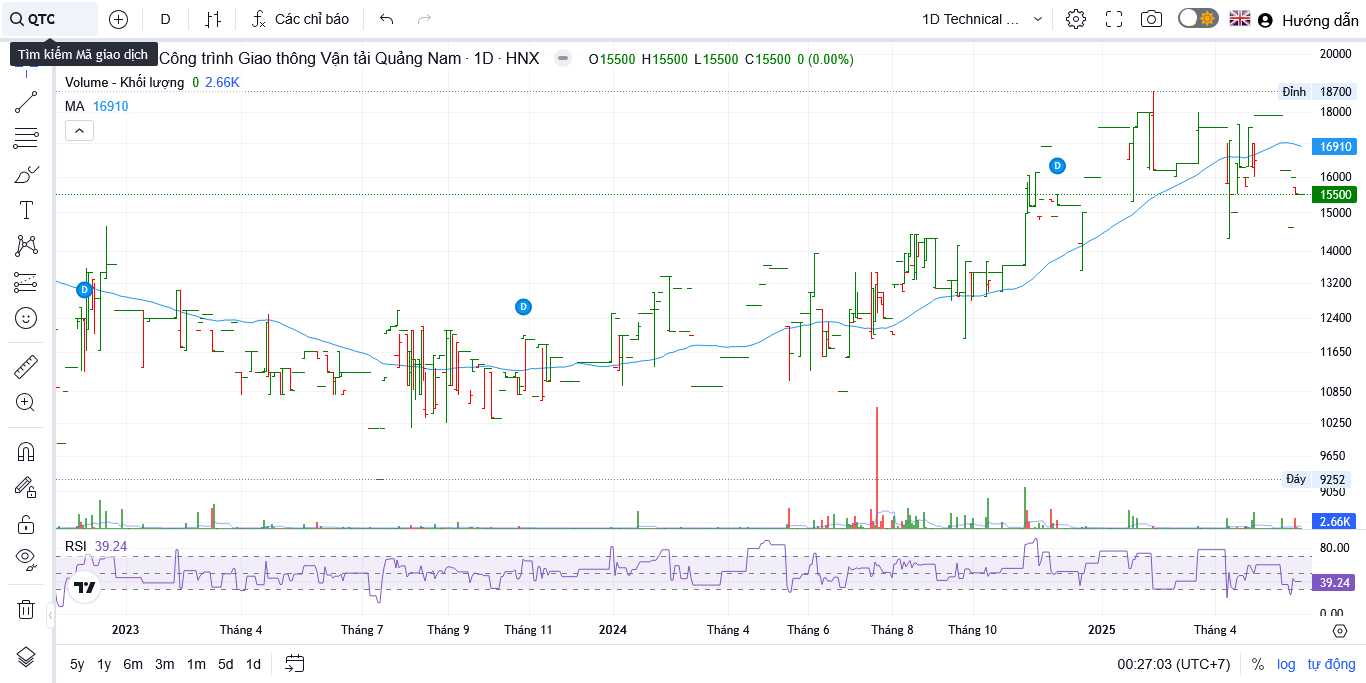 QTC
D
Các chỉ báo
1D Technical ...
Hướng dẫn
Tìm kiếm Mã giao dịch
Công trình Giao thông Vận tải Quảng Nam · 1D · HNX
O15500 H15500 L15500 C15500 0 (0.00%)
Volume - Khối lượng 0 2.66K
MA 16910
D
D
D
20000
Đỉnh 18700
18000
16910
16000
15500
15000
14000
13200
12400
11650
10850
10250
9650
Đáy 9252
9050
2.66K
RSI 39.24
80.00
39.24
0.00
2023
Tháng 4
Tháng 7
Tháng 9
Tháng 11
2024
Tháng 4
Tháng 6
Tháng 8
Tháng 10
2025
Tháng 4
5y 1y 6m 3m 1m 5d 1d
00:27:03 (UTC+7)
% log tự động